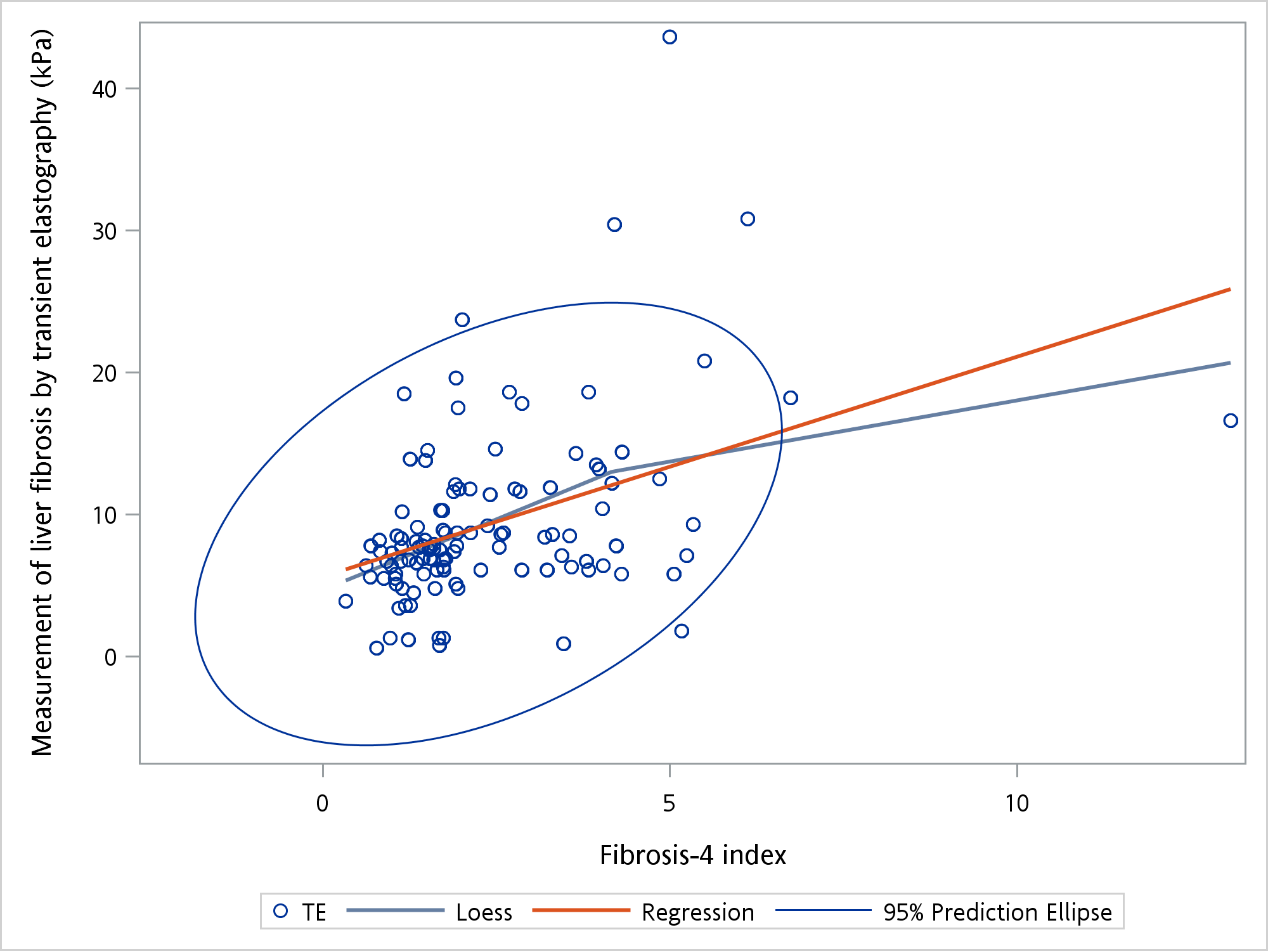 Measurement of liver fibrosis by transient elastography (kPa)
40
30
20
10
0
0 5 10
Fibrosis-4 index
TE Loess Regression 95% Prediction Ellipse